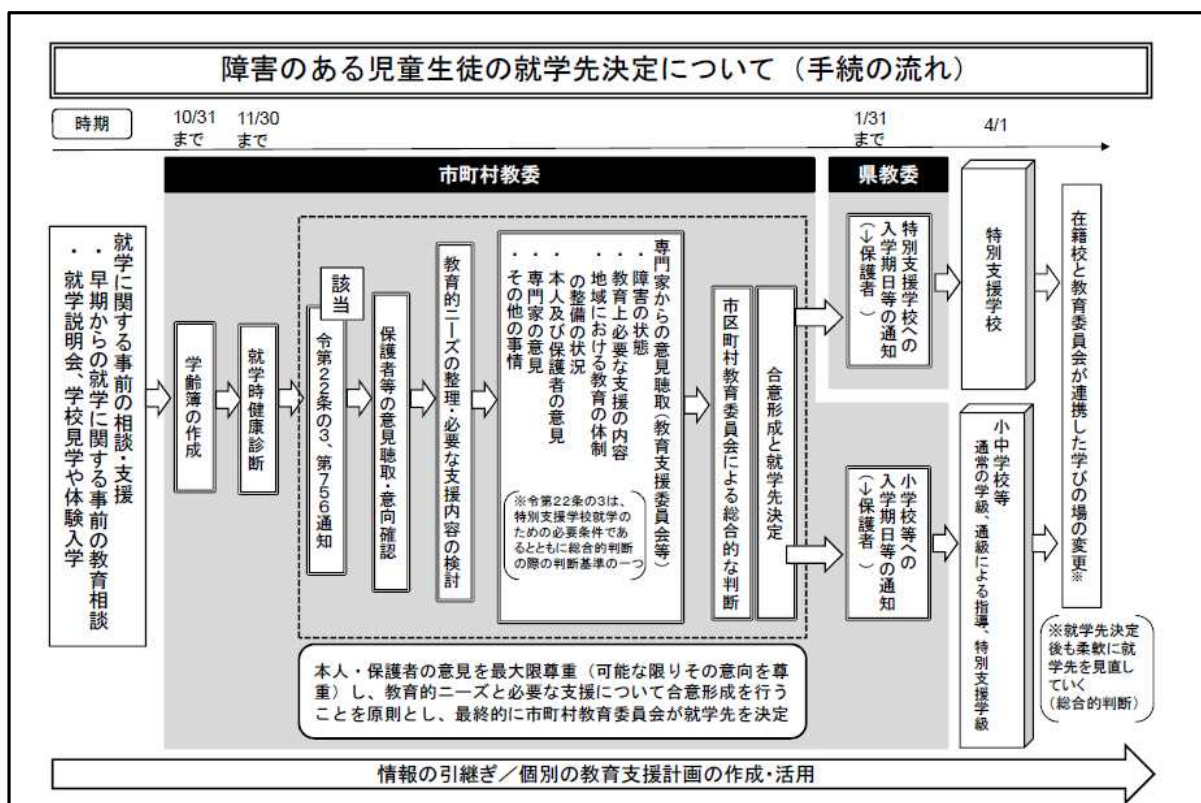 障害のある児童生徒の就学先決定について（手続の流れ）
時期
10/31
まで
11/30
まで
1/31
まで
4/1
市町村教委
県教委
就学に関する事前の相談・支援
・早期からの就学に関する事前の教育相談
・就学説明会、学校見学や体験入学
学齢簿の作成
就学時健康診断
該当
令第22条の3、第756通知
保護者等の意見聴取・意向確認
教育的ニーズの整理・必要な支援内容の検討
専門家からの意見聴取（教育支援委員会等）
・障害の状態
・教育上必要な支援の内容
・地域における教育の体制
の整備の状況
・本人及び保護者の意見
・専門家の意見
・その他の事情
※令第22条の3は、
特別支援学校就学の
ための必要条件であ
るとともに総合的判断
の際の判断基準の一つ
市区町村教育委員会による総合的な判断
合意形成と就学先決定
特別支援学校への
入学期日等の通知
（↓保護者）
小学校等への
入学期日等の通知
（↓保護者）
特別支援学校
小中学校等
通常の学級、通級による指導、特別支援学級
在籍校と教育委員会が連携した学びの場の変更※
※就学先決定
後も柔軟に就
学先を見直し
ていく
（総合的判断）
本人・保護者の意見を最大限尊重（可能な限りその意向を尊
重）し、教育的ニーズと必要な支援について合意形成を行う
ことを原則とし、最終的に市町村教育委員会が就学先を決定
情報の引継ぎ／個別の教育支援計画の作成・活用